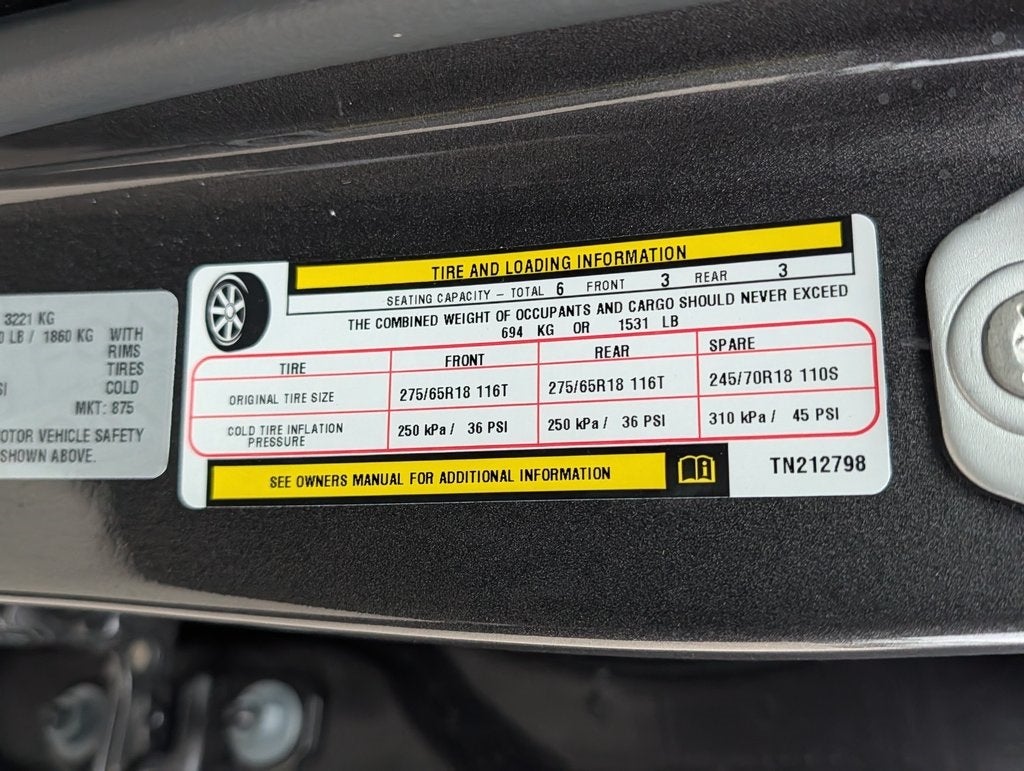 3221 KG
0 LB / 1860 KG WITH
RIMS
TIRES
SI COLD
MKT: 875
OTOR VEHICLE SAFETY
SHOWN ABOVE.
TIRE AND LOADING INFORMATION
SEATING CAPACITY – TOTAL 6 FRONT 3 REAR 3
THE COMBINED WEIGHT OF OCCUPANTS AND CARGO SHOULD NEVER EXCEED
694 KG OR 1531 LB
TIRE FRONT REAR SPARE
ORIGINAL TIRE SIZE 275/65R18 116T 275/65R18 116T 245/70R18 110S
COLD TIRE INFLATION
PRESSURE 250 kPa / 36 PSI 250 kPa / 36 PSI 310 kPa / 45 PSI
SEE OWNERS MANUAL FOR ADDITIONAL INFORMATION
TN212798